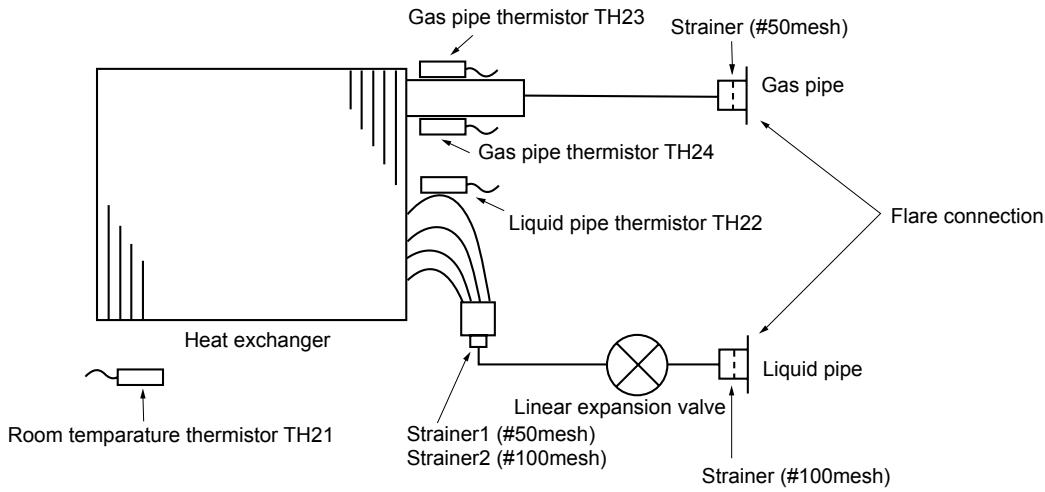 Gas pipe thermistor TH23
Strainer (#50mesh)
Gas pipe
Gas pipe thermistor TH24
Liquid pipe thermistor TH22
Flare connection
Heat exchanger
Liquid pipe
Linear expansion valve
Room temparature thermistor TH21
Strainer1 (#50mesh)
Strainer2 (#100mesh)
Strainer (#100mesh)